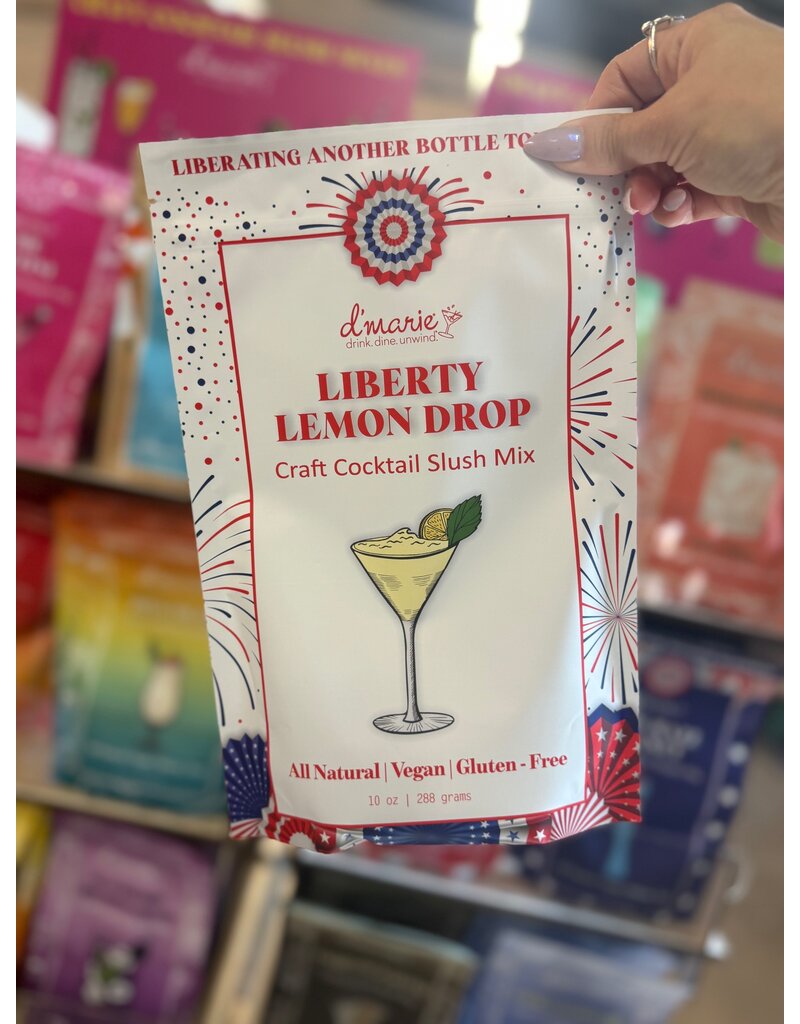 LIBERATING ANOTHER BOTTLE
d'marie
drink. dine. unwind.
LIBERTY
LEMON DROP
Craft Cocktail Slush Mix
All Natural | Vegan | Gluten - Free
10 oz | 288 grams